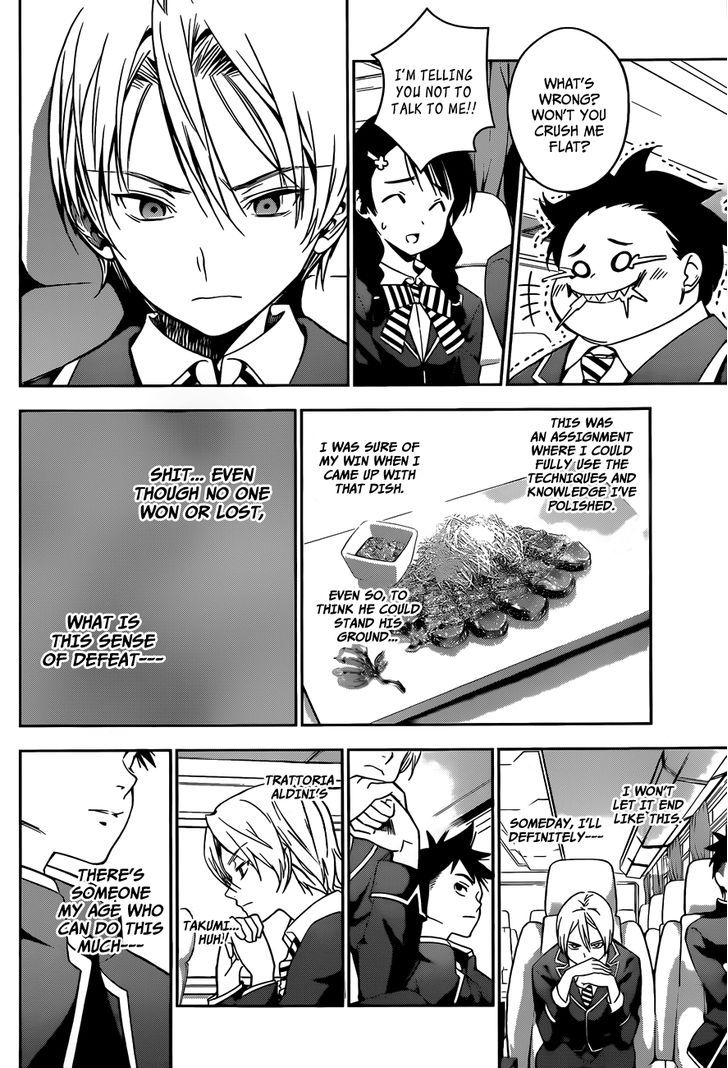 WHAT'S
WRONG?
WON'T YOU
CRUSH ME
FLAT?
I'M TELLING
YOU NOT TO
TALK TO ME!!
THIS WAS
AN ASSIGNMENT
WHERE I COULD
FULLY USE THE
TECHNIQUES AND
KNOWLEDGE I'VE
POLISHED.
I WAS SURE OF
MY WIN WHEN I
CAME UP WITH
THAT DISH.
EVEN SO, TO
THINK HE COULD
STAND HIS
GROUND...
SHIT... EVEN
THOUGH NO ONE
WON OR LOST,
WHAT IS
THIS SENSE
OF DEFEAT---
I WON'T
LET IT END
LIKE THIS.
SOMEDAY, I'LL
DEFINITELY---
TRATTORIA
ALDINI'S
TAKUMI...
HUH!!
THERE'S
SOMEONE
MY AGE WHO
CAN DO THIS
MUCH---